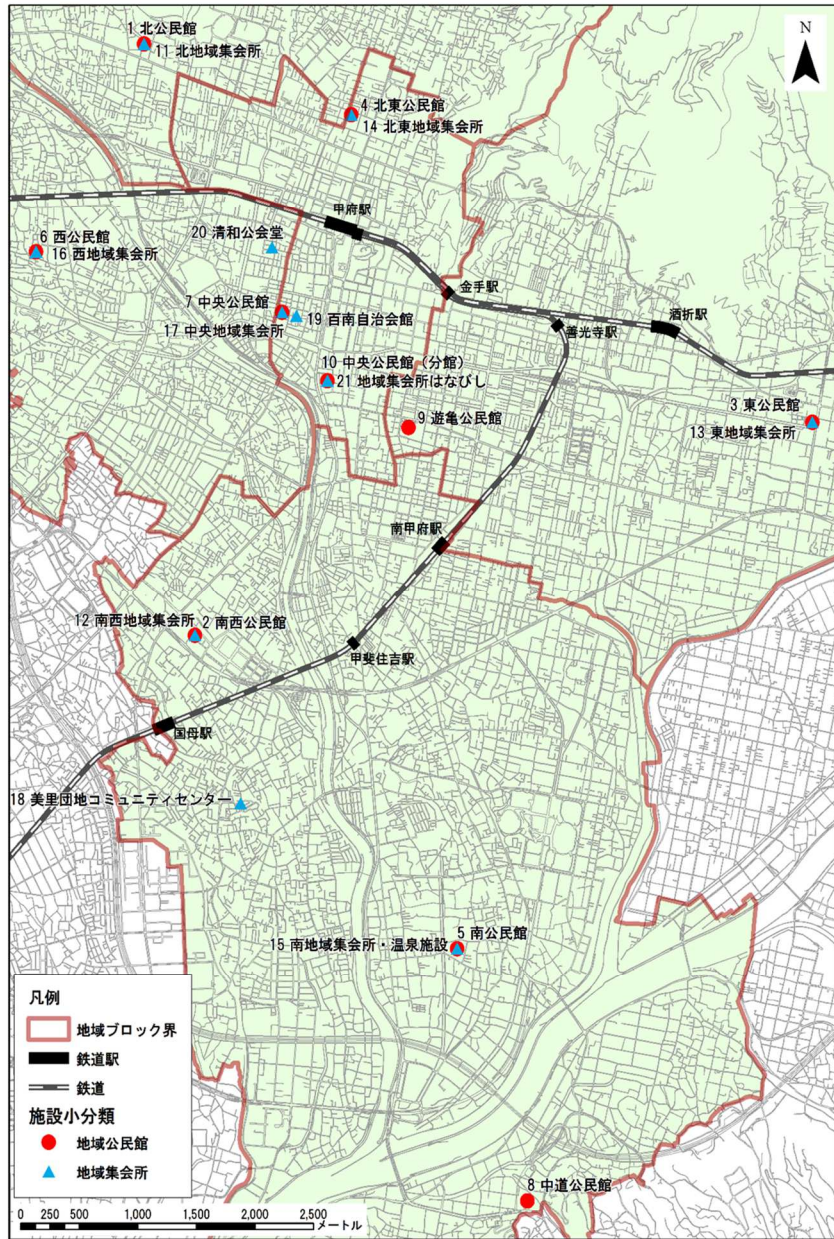 1 北公民館
11 北地域集会所
N
4 北東公民館
14 北東地域集会所
甲府駅
6 西公民館
16 西地域集会所
20 清和公会堂
金手駅
7 中央公民館
17 中央地域集会所
19 百南自治会館
善光寺駅
酒折駅
10 中央公民館(分館)
21 地域集会所はなびし
9 遊亀公民館
3 東公民館
13 東地域集会所
南甲府駅
12 南西地域集会所
2 南西公民館
甲斐住吉駅
国母駅
18 美里団地コミュニティセンター
5 南公民館
15 南地域集会所・温泉施設
凡例
地域ブロック界
鉄道駅
鉄道
施設小分類
地域公民館
地域集会所
8 中道公民館
0 250 500 1,000 1,500 2,000 2,500 メートル